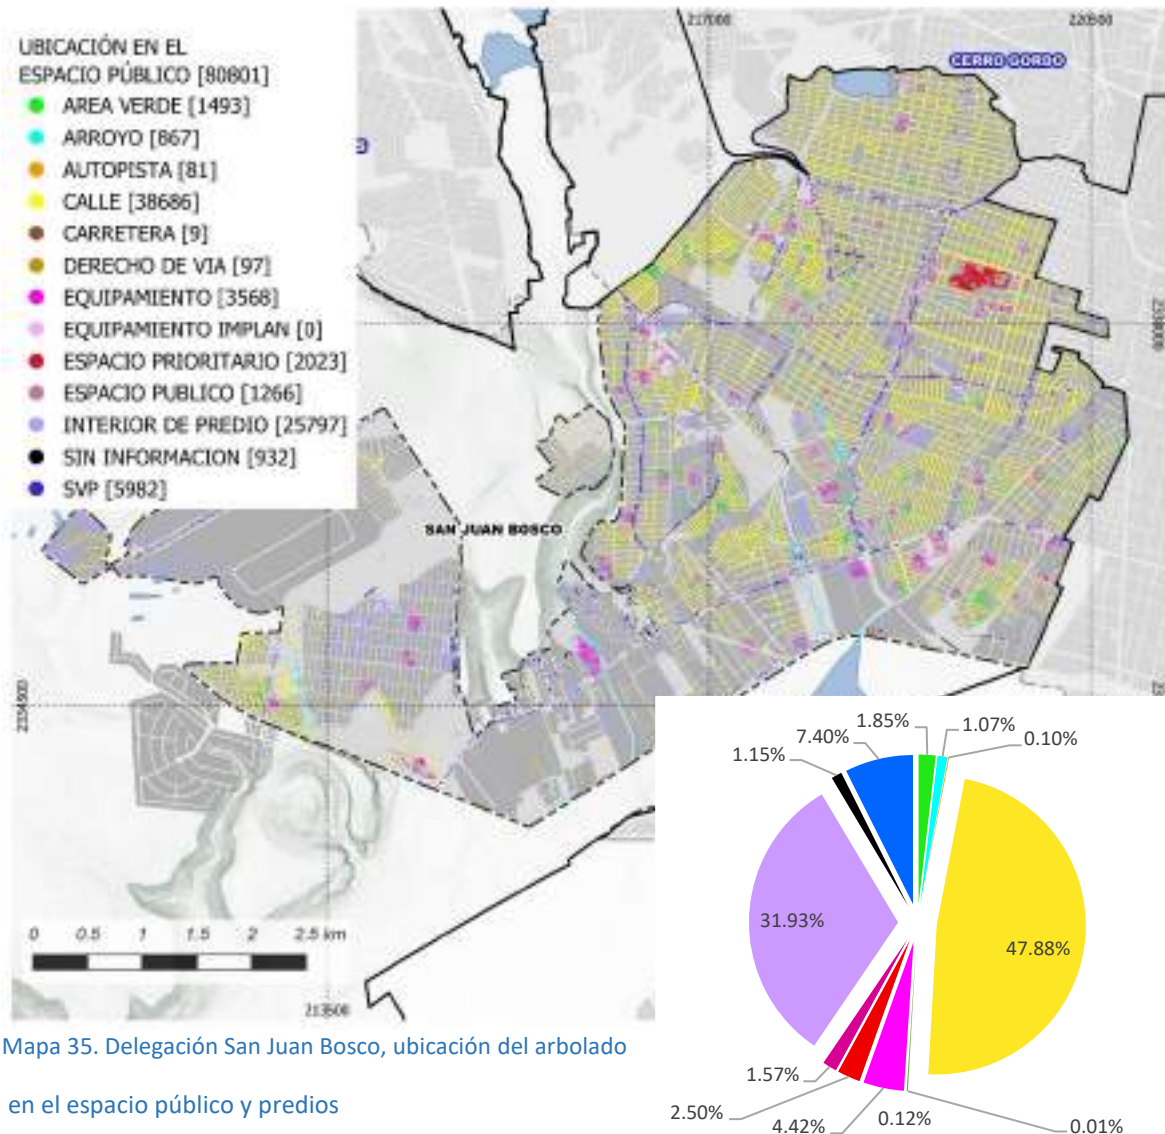 UBICACIÓN EN EL
ESPACIO PÚBLICO [80801]
AREA VERDE [1493]
ARROYO [867]
AUTOPISTA [81]
CALLE [38686]
CARRETERA [9]
DERECHO DE VIA [97]
EQUIPAMIENTO [3568]
EQUIPAMIENTO IMPLAN [0]
ESPACIO PRIORITARIO [2023]
ESPACIO PUBLICO [1266]
INTERIOR DE PREDIO [25797]
SIN INFORMACION [932]
SVP [5982]
217000
220500
CERRO GORDO
SAN JUAN BOSCO
2334500
0 0.5 1 1.5 2 2.5 km
213500
1.85%
1.07%
7.40%
0.10%
1.15%
31.93%
47.88%
1.57%
2.50%
4.42%
0.12%
0.01%
Mapa 35. Delegación San Juan Bosco, ubicación del arbolado
en el espacio público y predios